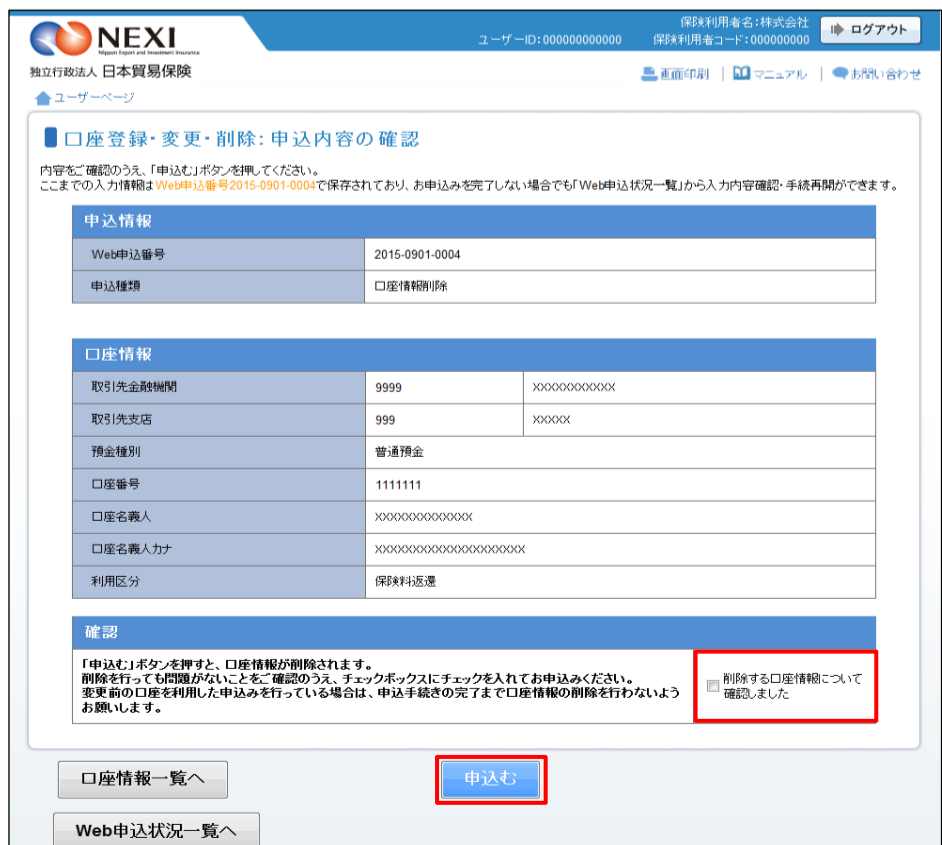 NEXI
Nippon Export and Investment Insurance
独立行政法人 日本貿易保険
ユーザーID:000000000000
保険利用者名:株式会社
保険利用者コード:000000000
ログアウト
画面印刷 | マニュアル | お問い合わせ
ユーザーページ
口座登録・変更・削除:申込内容の確認
内容をご確認のうえ、「申込む」ボタンを押してください。
ここまでの入力情報はWeb申込番号2015-0901-0004で保存されており、お申込みを完了しない場合でも「Web申込状況一覧」から入力内容確認・手続再開ができます。
申込情報
Web申込番号 2015-0901-0004
申込種類 口座情報削除
口座情報
取引先金融機関 9999 XXXXXXXXXXX
取引先支店 999 XXXXX
預金種別 普通預金
口座番号 1111111
口座名義人 XXXXXXXXXXXXX
口座名義人カナ XXXXXXXXXXXXXXXXXXXX
利用区分 保険料返還
確認
「申込む」ボタンを押すと、口座情報が削除されます。
削除を行っても問題がないことをご確認のうえ、チェックボックスにチェックを入れてお申込みください。
変更前の口座を利用した申込みを行っている場合は、申込手続きの完了まで口座情報の削除を行わないよう
お願いします。
削除する口座情報について
確認しました
口座情報一覧へ
申込む
Web申込状況一覧へ